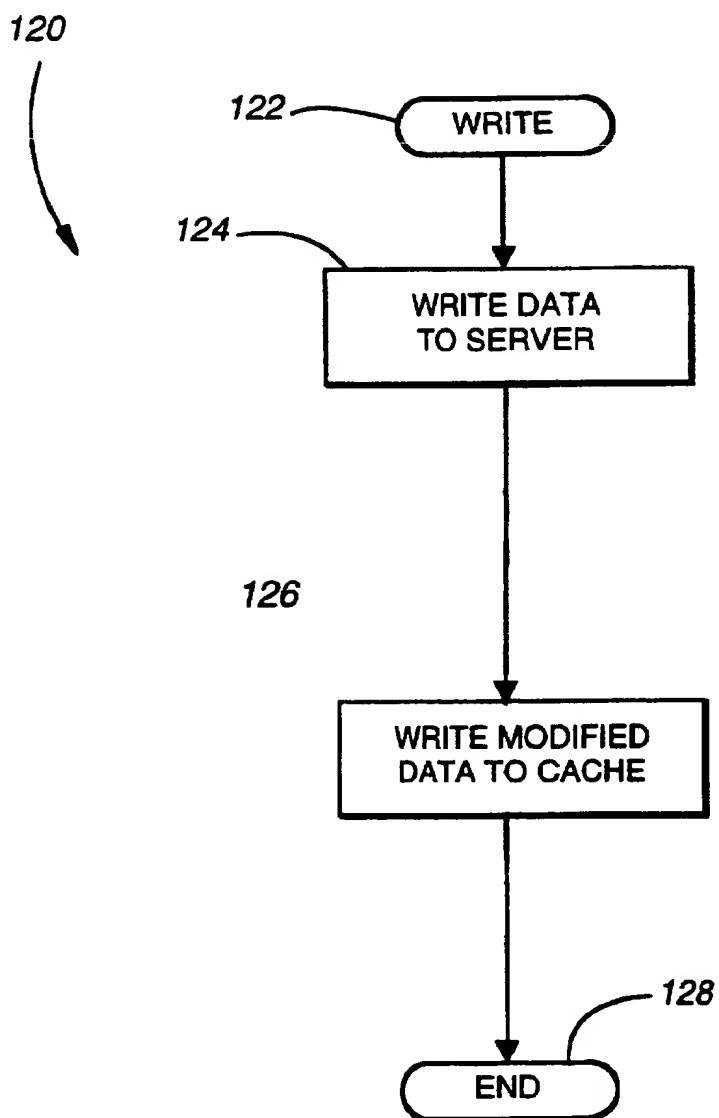 120
122
WRITE
124
WRITE DATA
TO SERVER
126
WRITE MODIFIED
DATA TO CACHE
128
END